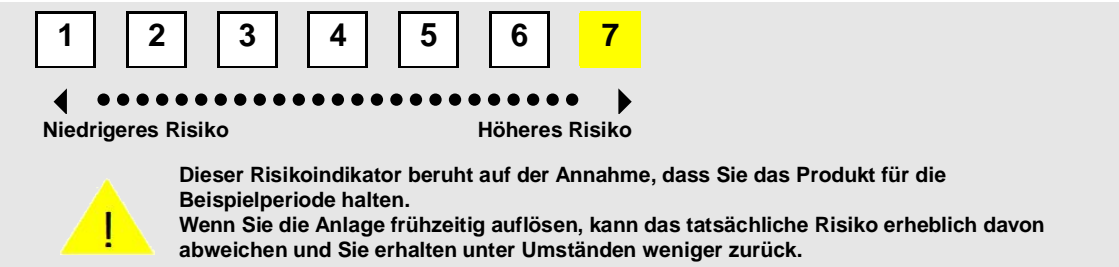 1 2 3 4 5 6 7
Niedrigeres Risiko Höheres Risiko
Dieser Risikoindikator beruht auf der Annahme, dass Sie das Produkt für die
Beispielperiode halten.
Wenn Sie die Anlage frühzeitig auflösen, kann das tatsächliche Risiko erheblich davon
abweichen und Sie erhalten unter Umständen weniger zurück.
!